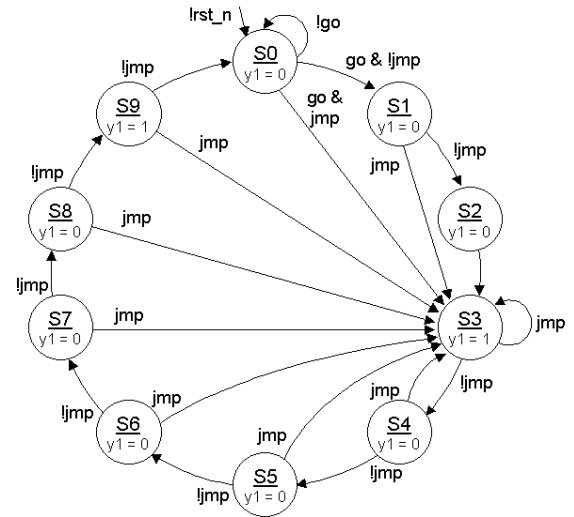 !rst_n
!go
S0
y1 = 0
go & !jmp
!jmp
S9
y1 = 1
go &
jmp
S1
y1 = 0
jmp
jmp
!jmp
!jmp
S8
y1 = 0
jmp
S2
y1 = 0
!jmp
S7
y1 = 0
jmp
S3
y1 = 1
jmp
!jmp
jmp
jmp
!jmp
S6
y1 = 0
S4
y1 = 0
jmp
!jmp
S5
y1 = 0
!jmp